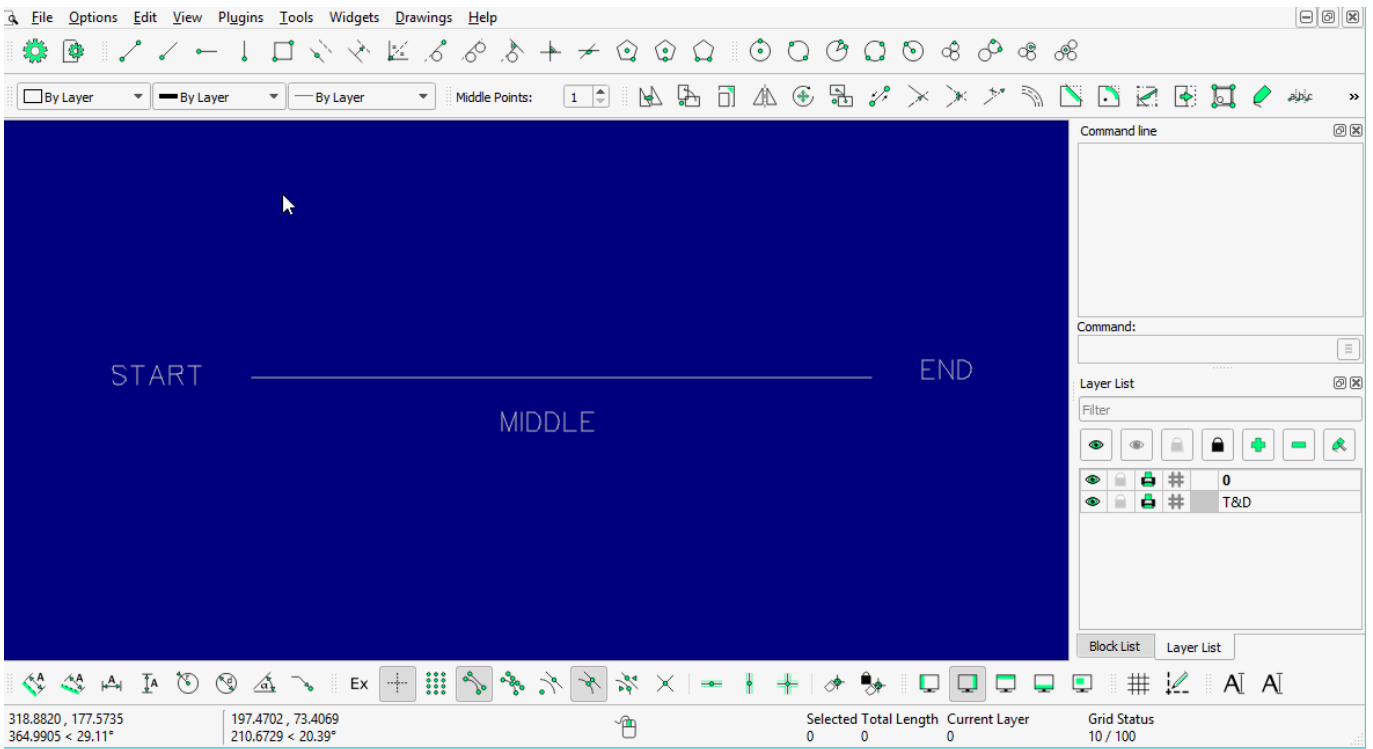 File Options Edit View Plugins Tools Widgets Drawings Help
By Layer By Layer By Layer Middle Points: 1 »
Command line
START END
MIDDLE
Command:
Layer List
Filter
0
T&D
Block List Layer List
Ex AI AI
318.8820 , 177.5735 197.4702 , 73.4069 Selected Total Length Current Layer Grid Status
364.9905 < 29.11° 210.6729 < 20.39° 0 0 0 10 / 100